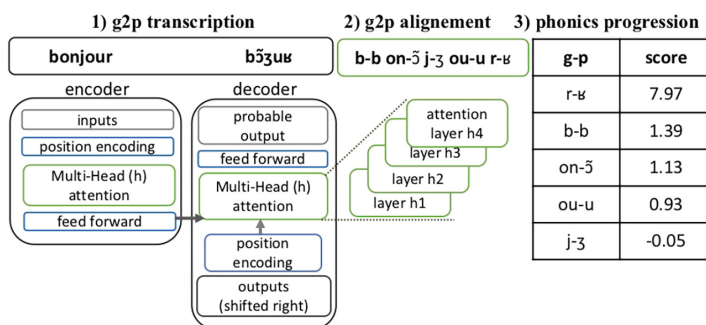 1) g2p transcription
bonjour bɔ̃ʒuʁ
encoder
inputs
position encoding
Multi-Head (h)
attention
feed forward
decoder
probable
output
feed forward
Multi-Head (h)
attention
position
encoding
outputs
(shifted right)
2) g2p alignement
b-b on-ɔ̃ j-ʒ ou-u r-ʁ
attention
layer h4
layer h3
layer h2
layer h1
3) phonics progression
g-p score
r-ʁ 7.97
b-b 1.39
on-ɔ̃ 1.13
ou-u 0.93
j-ʒ -0.05